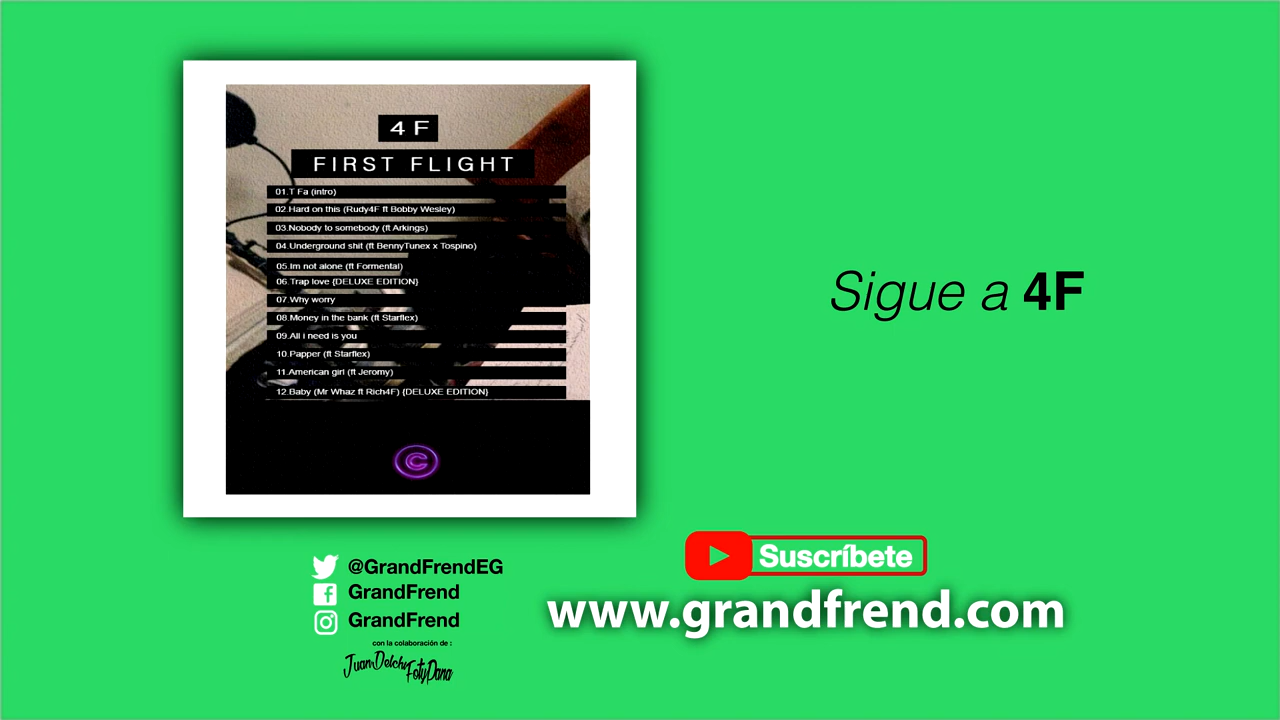 4 F
FIRST FLIGHT
01.T Fa (intro)
02.Hard on this (Rudy4F ft Bobby Wesley)
03.Nobody to somebody (ft Arkings)
04.Underground shit (ft BennyTunex x Tospino)
05.Im not alone (ft Formental)
06.Trap love {DELUXE EDITION}
07.Why worry
08.Money in the bank (ft Starflex)
09.All i need is you
10.Papper (ft Starflex)
11.American girl (ft Jeromy)
12.Baby (Mr Whaz ft Rich4F) {DELUXE EDITION}
C
Sigue a 4F
Suscríbete
www.grandfrend.com
@GrandFrendEG
GrandFrend
GrandFrend
con la colaboración de :